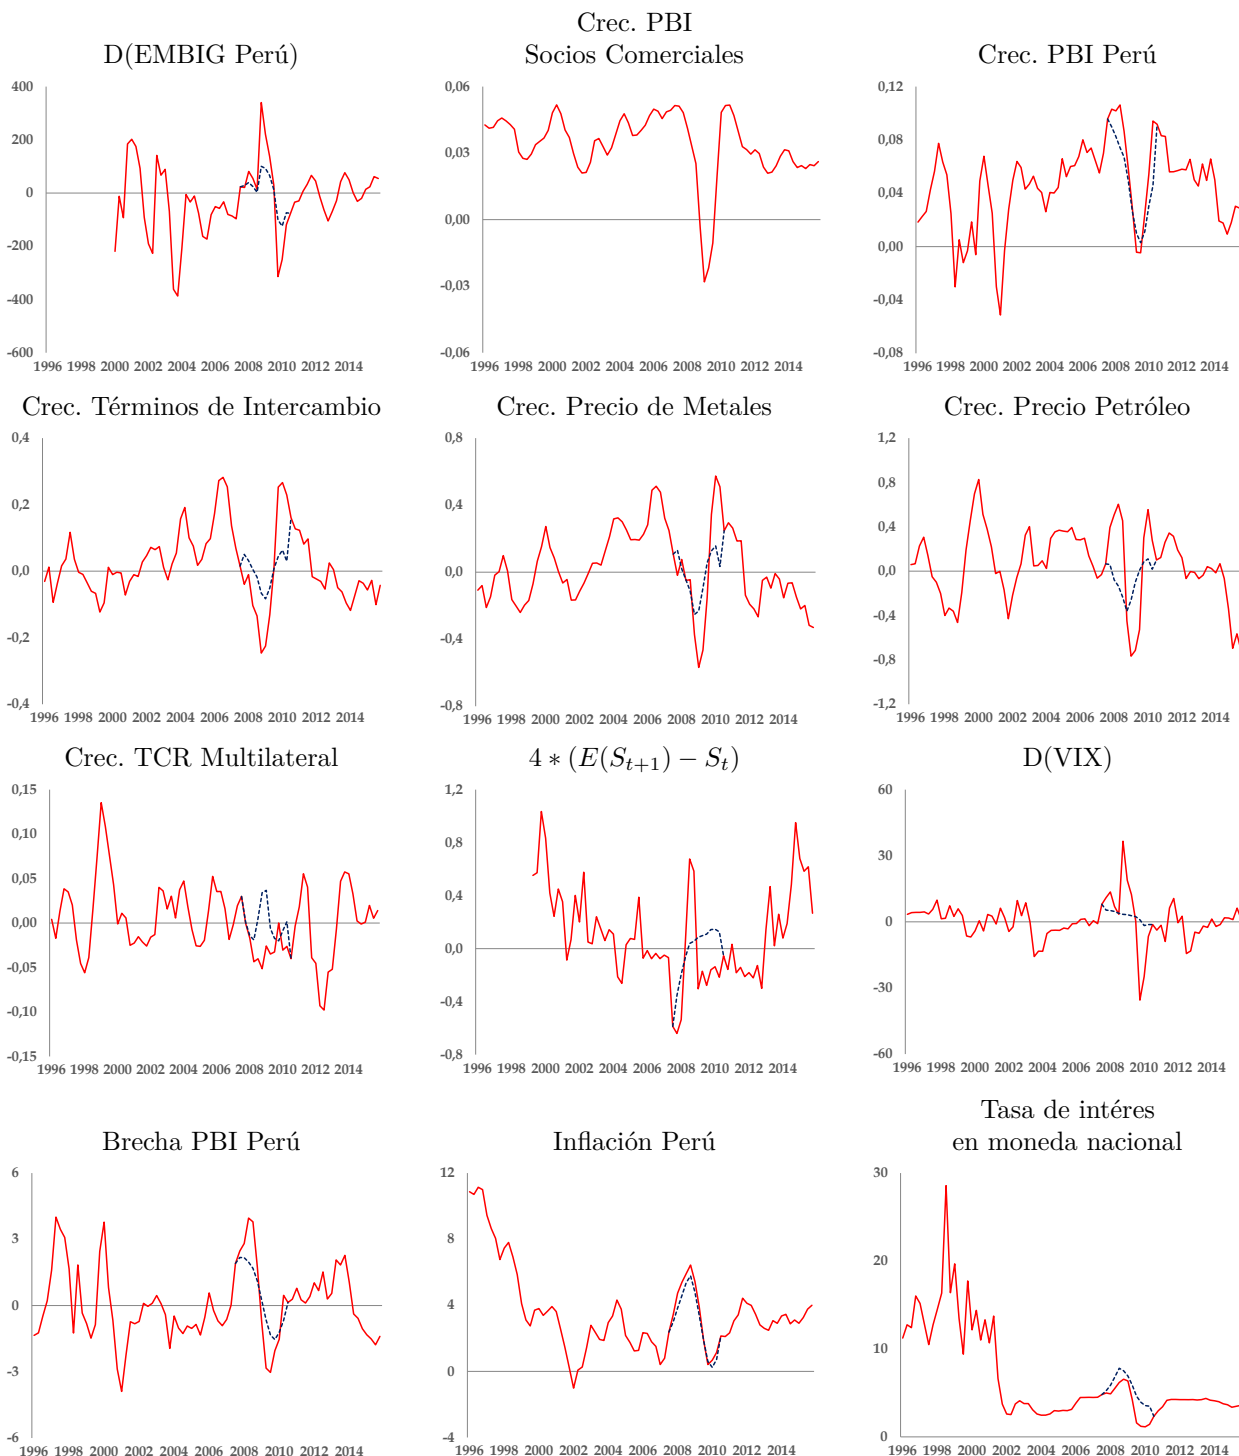 D(EMBIG Perú)
400
200
0
-200
-400
-600
1996 1998 2000 2002 2004 2006 2008 2010 2012 2014
Crec. PBI
Socios Comerciales
0,06
0,03
0,00
-0,03
-0,06
1996 1998 2000 2002 2004 2006 2008 2010 2012 2014
Crec. PBI Perú
0,12
0,08
0,04
0,00
-0,04
-0,08
1996 1998 2000 2002 2004 2006 2008 2010 2012 2014
Crec. Términos de Intercambio
0,4
0,2
0,0
-0,2
-0,4
1996 1998 2000 2002 2004 2006 2008 2010 2012 2014
Crec. Precio de Metales
0,8
0,4
0,0
-0,4
-0,8
1996 1998 2000 2002 2004 2006 2008 2010 2012 2014
Crec. Precio Petróleo
1,2
0,8
0,4
0,0
-0,4
-0,8
-1,2
1996 1998 2000 2002 2004 2006 2008 2010 2012 2014
Crec. TCR Multilateral
0,15
0,10
0,05
0,00
-0,05
-0,10
-0,15
1996 1998 2000 2002 2004 2006 2008 2010 2012 2014
4 ∗ (E(S_{t+1}) − S_t)
1,2
0,8
0,4
0,0
-0,4
-0,8
1996 1998 2000 2002 2004 2006 2008 2010 2012 2014
D(VIX)
60
30
0
-30
-60
1996 1998 2000 2002 2004 2006 2008 2010 2012 2014
Brecha PBI Perú
6
3
0
-3
-6
1996 1998 2000 2002 2004 2006 2008 2010 2012 2014
Inflación Perú
12
8
4
0
-4
1996 1998 2000 2002 2004 2006 2008 2010 2012 2014
Tasa de intéres
en moneda nacional
30
20
10
0
1996 1998 2000 2002 2004 2006 2008 2010 2012 2014